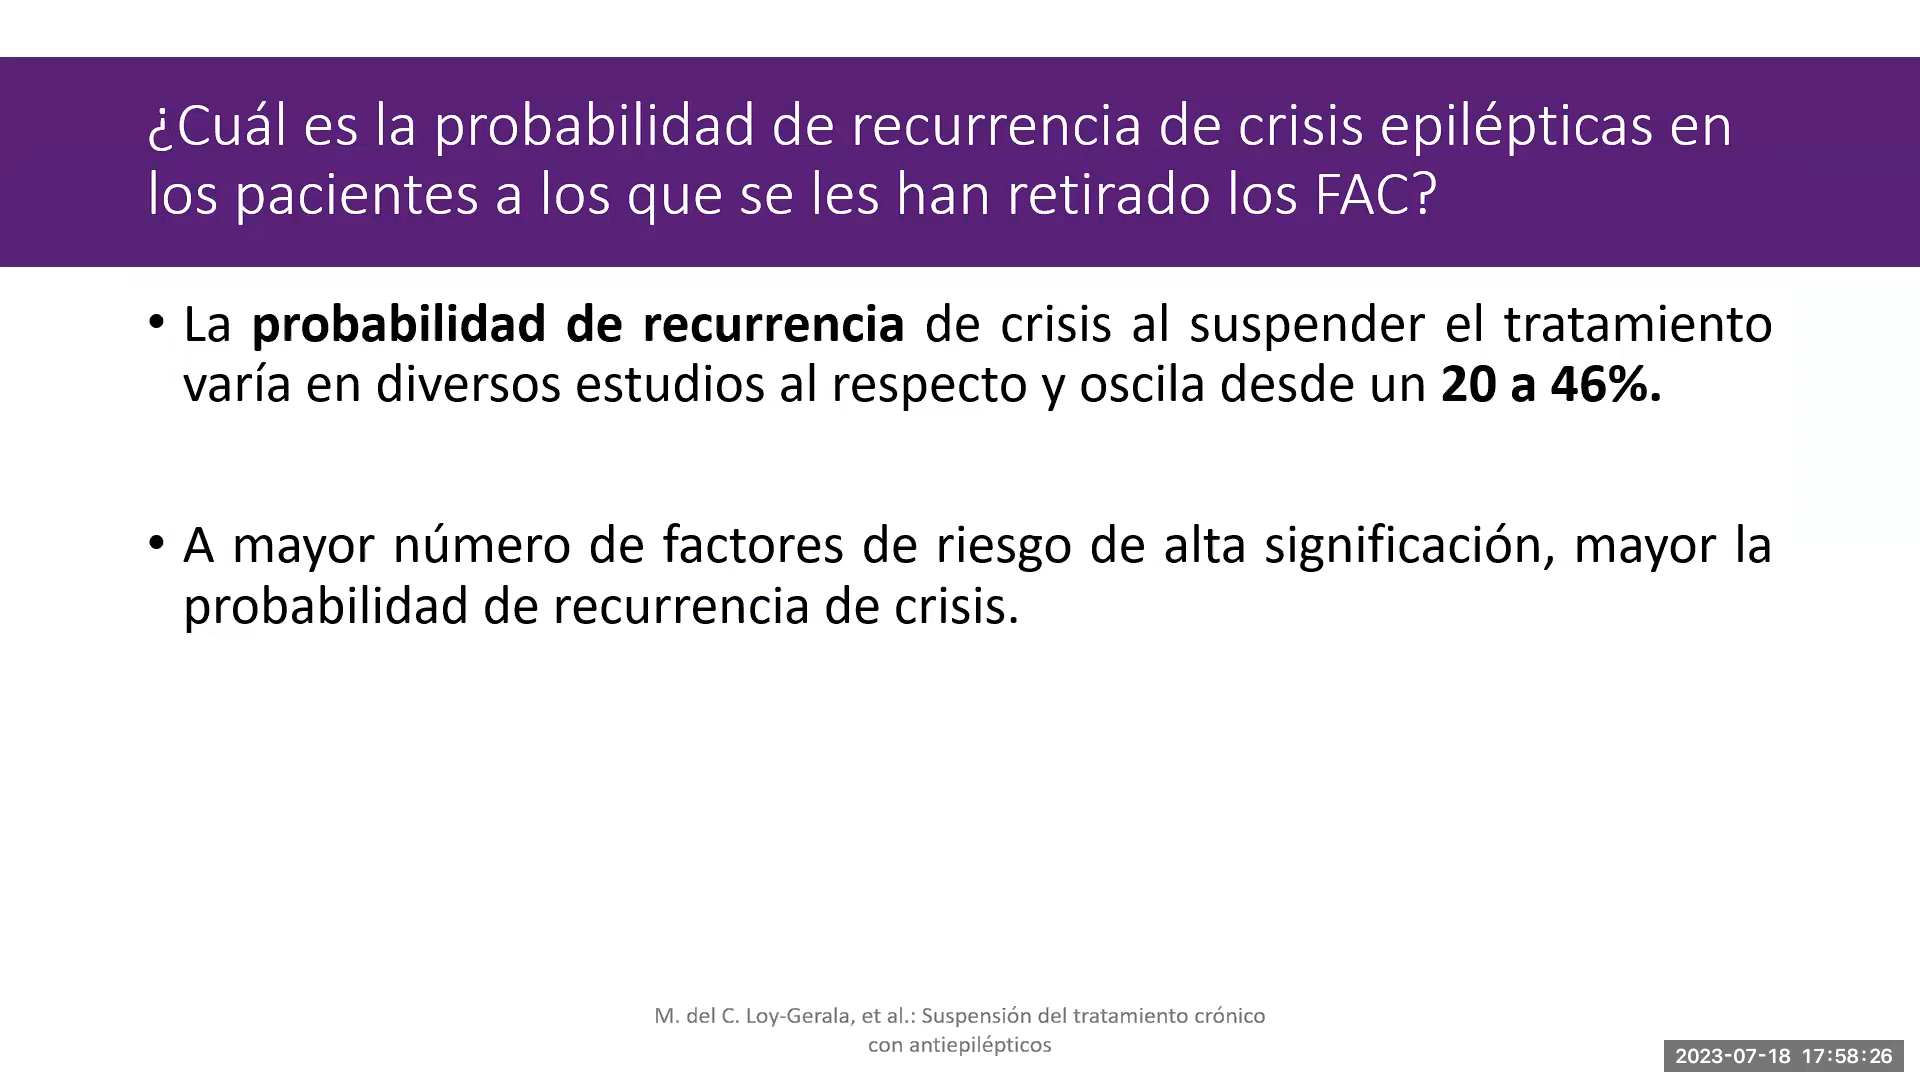 ¿Cuál es la probabilidad de recurrencia de crisis epilépticas en
los pacientes a los que se les han retirado los FAC?
• La probabilidad de recurrencia de crisis al suspender el tratamiento
varía en diversos estudios al respecto y oscila desde un 20 a 46%.
• A mayor número de factores de riesgo de alta significación, mayor la
probabilidad de recurrencia de crisis.
M. del C. Loy-Gerala, et al.: Suspensión del tratamiento crónico
con antiepilépticos
2023-07-18 17:58:26